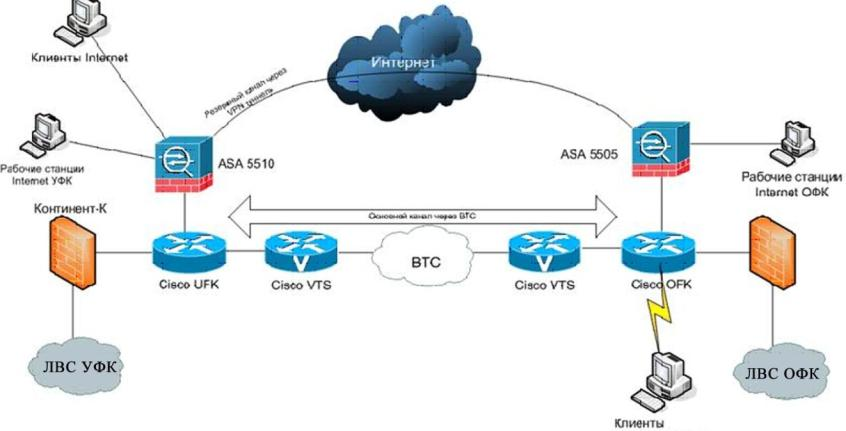 Клиенты Internet
Интернет
Резервный канал через
VPN туннель
Рабочие станции
Internet УФК
ASA 5510
ASA 5505
Рабочие станции
Internet ОФК
Континент-К
Основной канал через ВТС
Cisco UFK
Cisco VTS
ВТС
Cisco VTS
Cisco OFK
ЛВС УФК
ЛВС ОФК
Клиенты